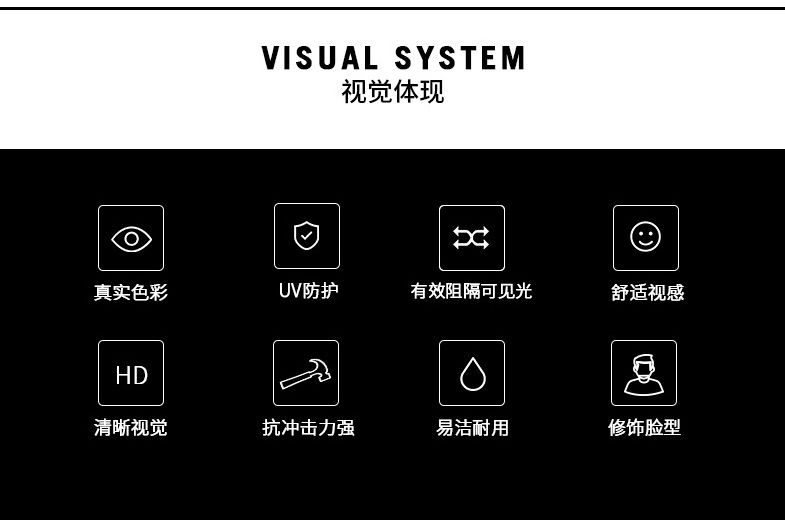 VISUAL SYSTEM
视觉体现
真实色彩
UV防护
有效阻隔可见光
舒适视感
HD
清晰视觉
抗冲击力强
易洁耐用
修饰脸型